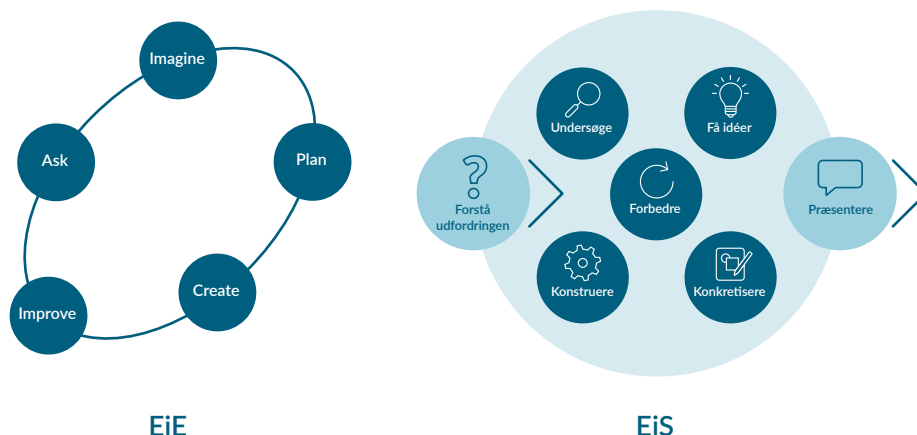 Imagine
Ask
Plan
Create
Improve
EiE
Undersøge
Få idéer
Forstå
udfordringen
Forbedre
Præsentere
Konstruere
Konkretisere
EiS